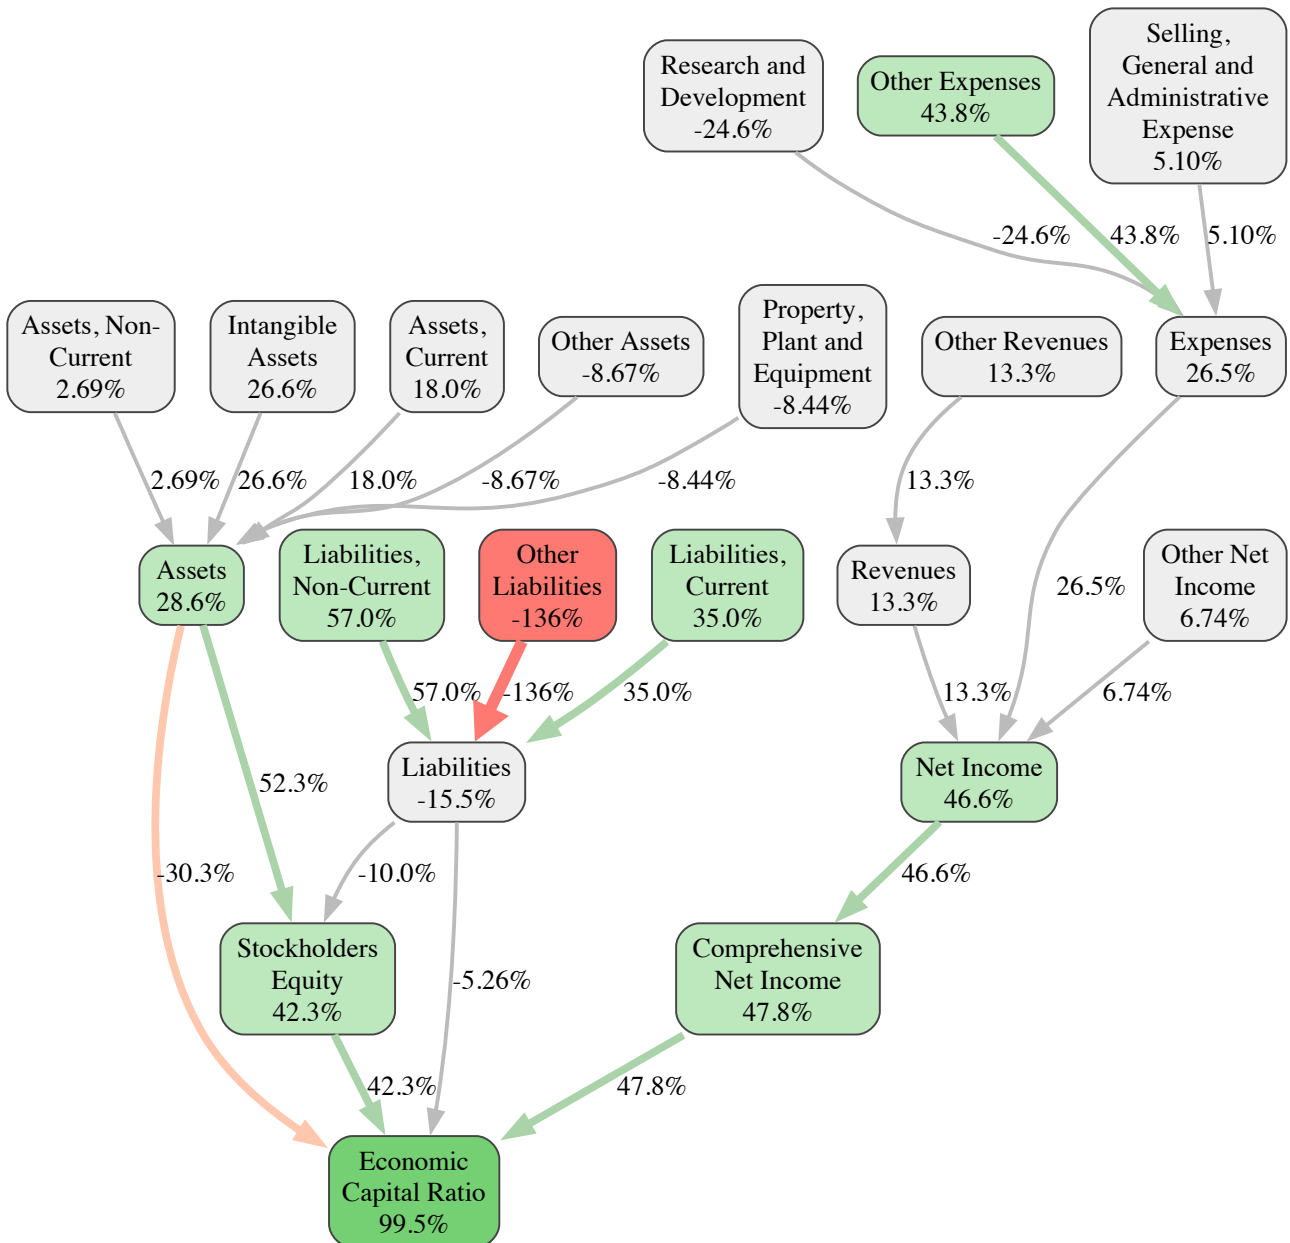 Selling,
General and
Administrative
Expense
5.10%
Research and
Development
-24.6%
Other Expenses
43.8%
-24.6%
43.8%
5.10%
Assets, Non-
Current
2.69%
Intangible
Assets
26.6%
Assets,
Current
18.0%
Other Assets
-8.67%
Property,
Plant and
Equipment
-8.44%
Other Revenues
13.3%
Expenses
26.5%
2.69%
26.6%
18.0%
-8.67%
-8.44%
13.3%
Assets
28.6%
Liabilities,
Non-Current
57.0%
Other
Liabilities
-136%
Liabilities,
Current
35.0%
Revenues
13.3%
26.5%
Other Net
Income
6.74%
57.0%
-136%
35.0%
13.3%
6.74%
52.3%
Liabilities
-15.5%
Net Income
46.6%
-30.3%
-10.0%
46.6%
Stockholders
Equity
42.3%
-5.26%
Comprehensive
Net Income
47.8%
42.3%
47.8%
Economic
Capital Ratio
99.5%